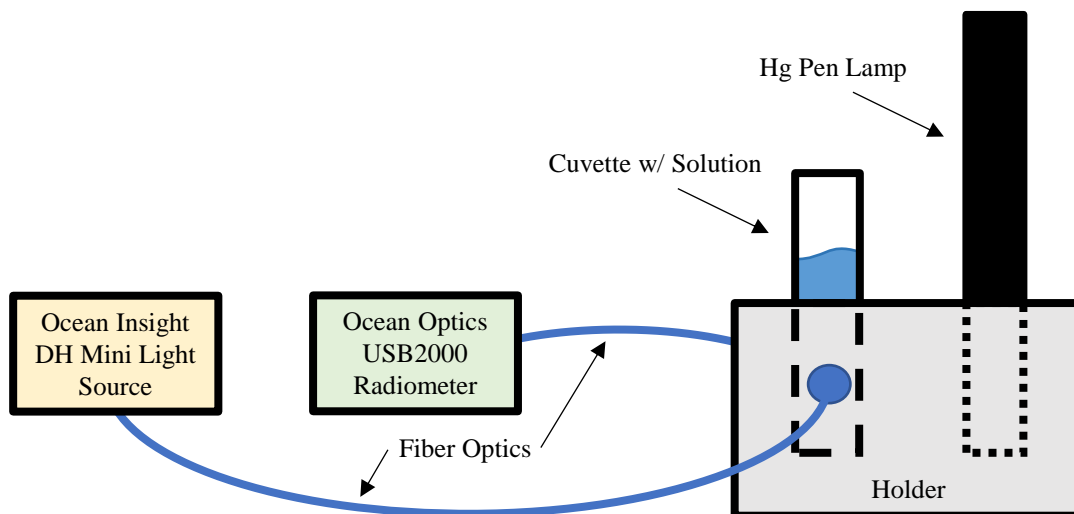 Hg Pen Lamp
Cuvette w/ Solution
Ocean Insight
DH Mini Light
Source
Ocean Optics
USB2000
Radiometer
Fiber Optics
Holder